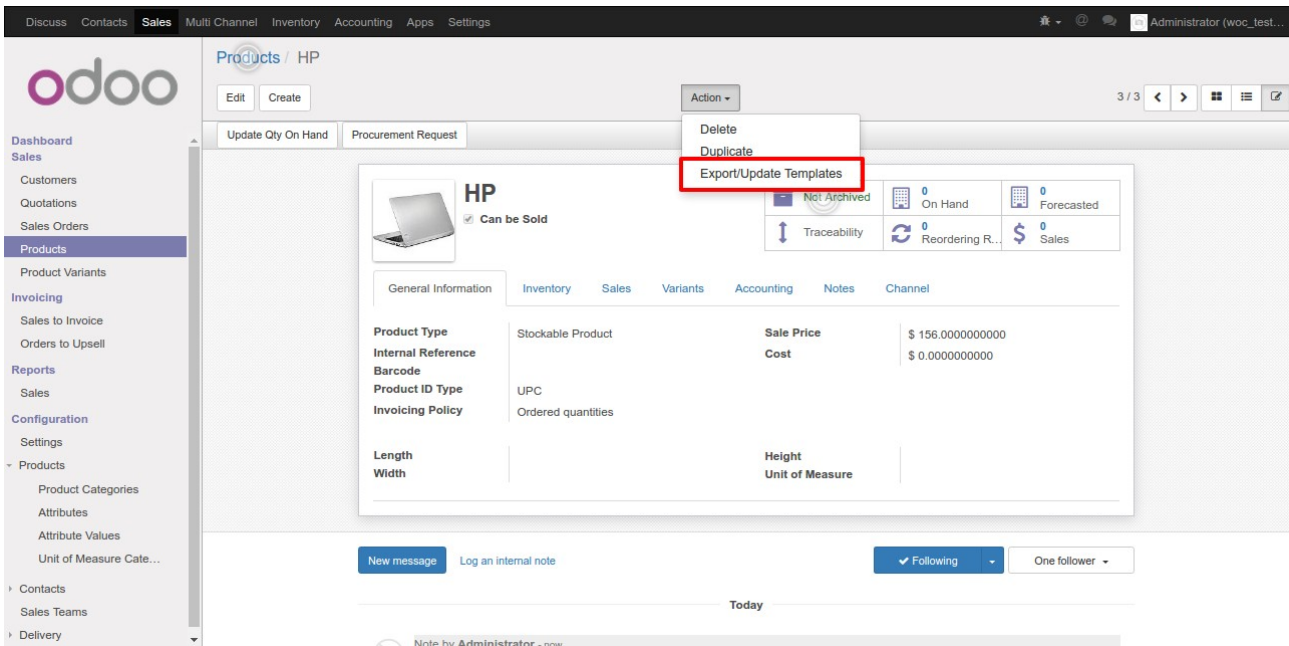 Discuss Contacts Sales Multi Channel Inventory Accounting Apps Settings @ Administrator (woc_test...
odoo
Products / HP
Edit Create Action 3 / 3
Update Qty On Hand Procurement Request
Delete
Duplicate
Export/Update Templates
Dashboard
Sales
Customers
Quotations
Sales Orders
Products
Product Variants
Invoicing
Sales to Invoice
Orders to Upsell
Reports
Sales
Configuration
Settings
Products
Product Categories
Attributes
Attribute Values
Unit of Measure Cate...
Contacts
Sales Teams
Delivery
HP
Can be Sold
Not Archived
0
On Hand
0
Forecasted
Traceability
0
Reordering R...
$ 0
Sales
General Information Inventory Sales Variants Accounting Notes Channel
Product Type Stockable Product Sale Price $ 156.0000000000
Internal Reference Cost $ 0.0000000000
Barcode
Product ID Type UPC
Invoicing Policy Ordered quantities
Length Height
Width Unit of Measure
New message Log an internal note Following One follower
Today
Note by Administrator - now